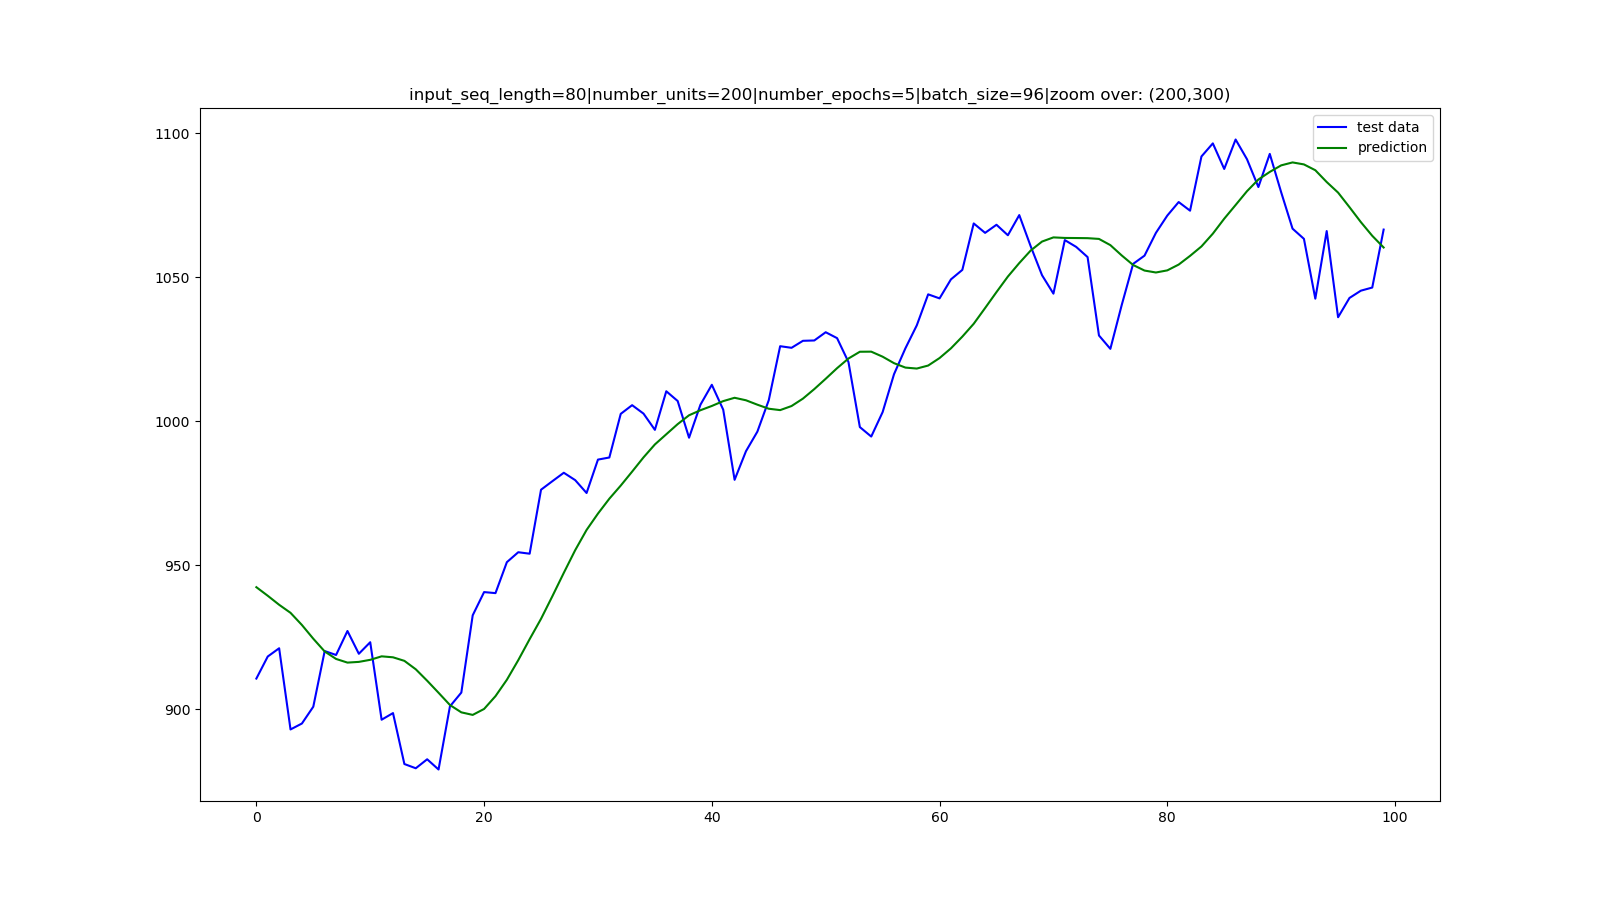 input_seq_length=80|number_units=200|number_epochs=5|batch_size=96|zoom over: (200,300)
test data
prediction
1100
1050
1000
950
900
0 20 40 60 80 100